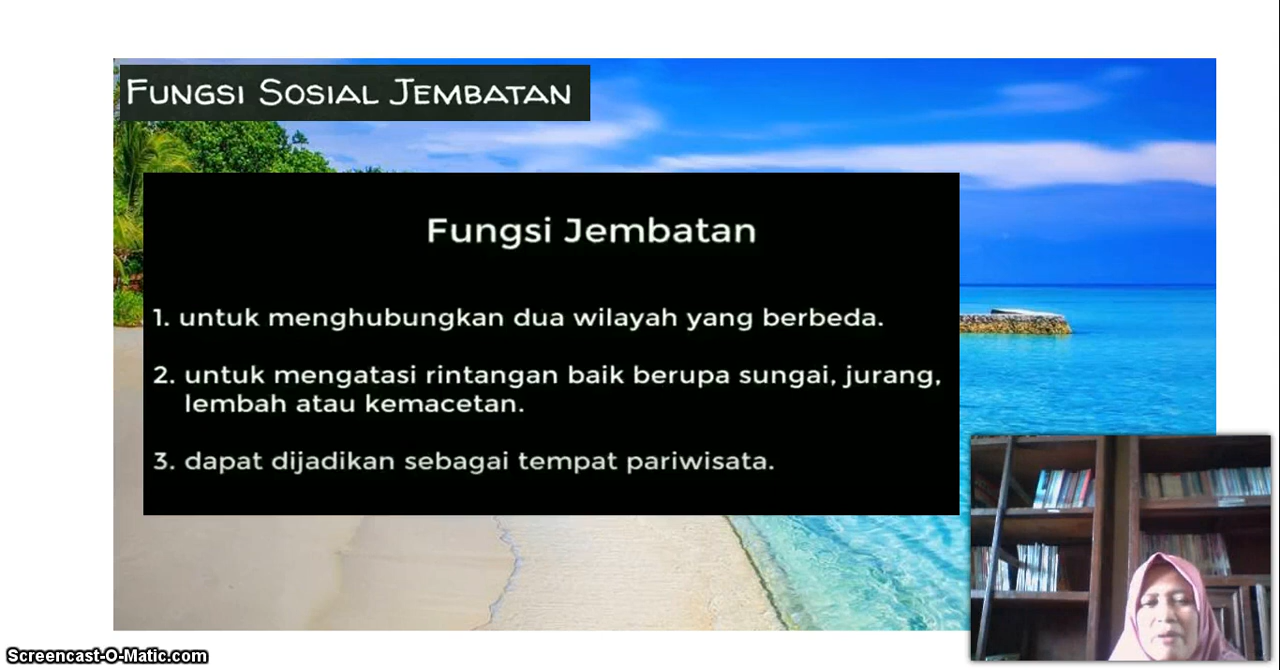 Fungsi Sosial Jembatan
Fungsi Jembatan
1. untuk menghubungkan dua wilayah yang berbeda.
2. untuk mengatasi rintangan baik berupa sungai, jurang,
lembah atau kemacetan.
3. dapat dijadikan sebagai tempat pariwisata.
Screencast-O-Matic.com